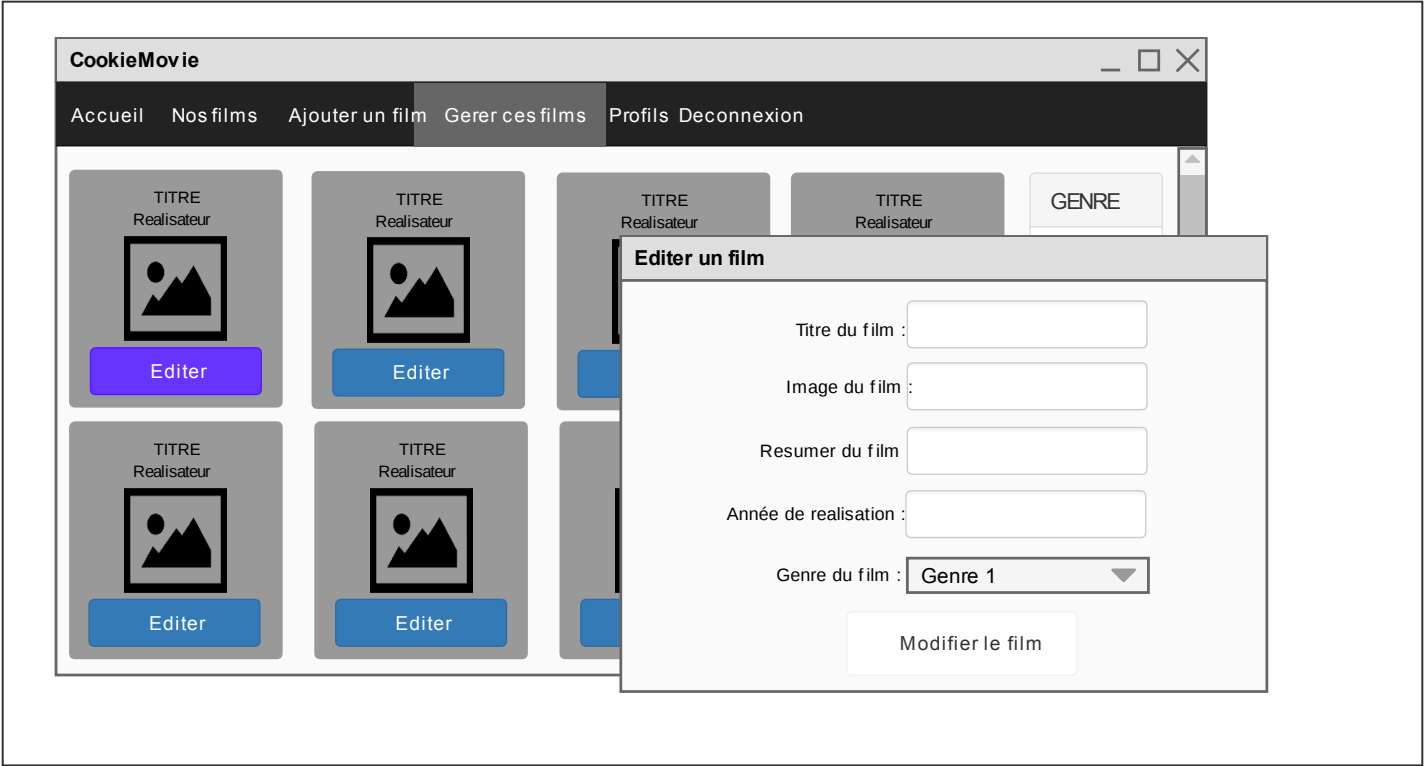 CookieMovie
Accueil Nos films Ajouter un film Gerer ces films Profils Deconnexion
TITRE
Realisateur
Editer
TITRE
Realisateur
Editer
TITRE
Realisateur
TITRE
Realisateur
GENRE
TITRE
Realisateur
Editer
TITRE
Realisateur
Editer
Editer un film
Titre du film :
Image du film :
Resumer du film
Année de realisation :
Genre du film : Genre 1
Modifier le film